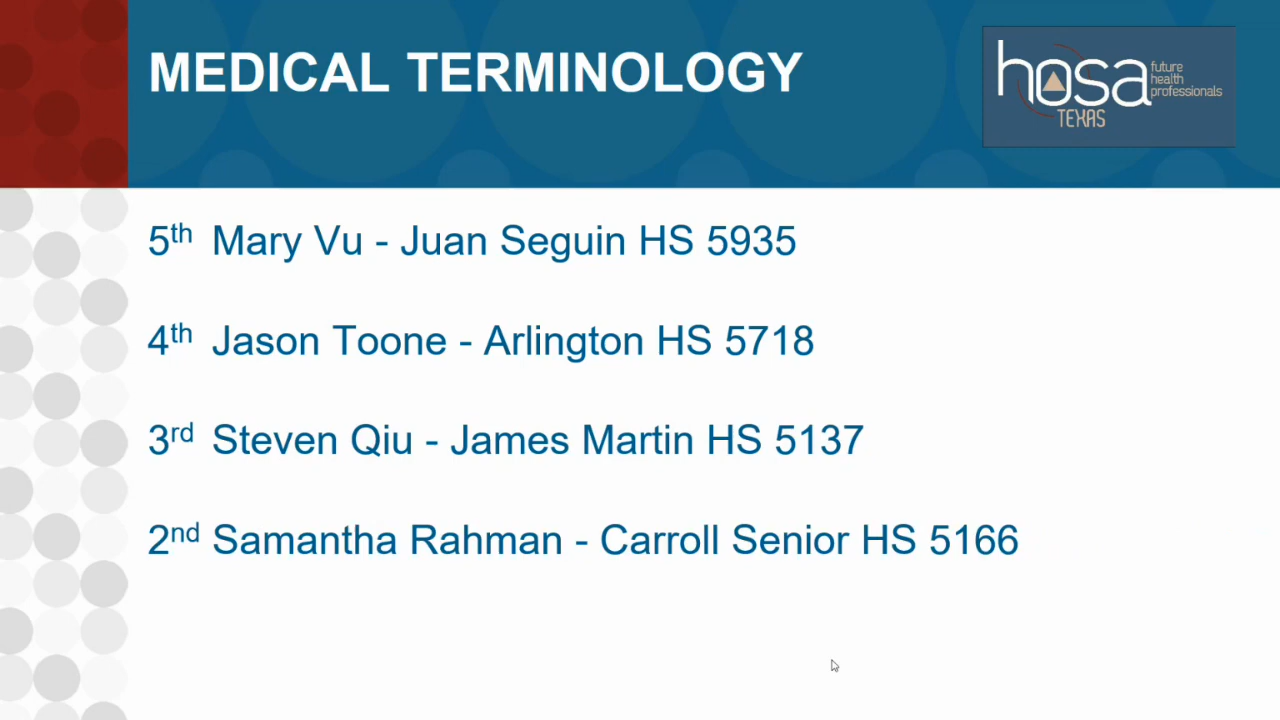 MEDICAL TERMINOLOGY
hosa
future
health
professionals
TEXAS
5th Mary Vu - Juan Seguin HS 5935
4th Jason Toone - Arlington HS 5718
3rd Steven Qiu - James Martin HS 5137
2nd Samantha Rahman - Carroll Senior HS 5166